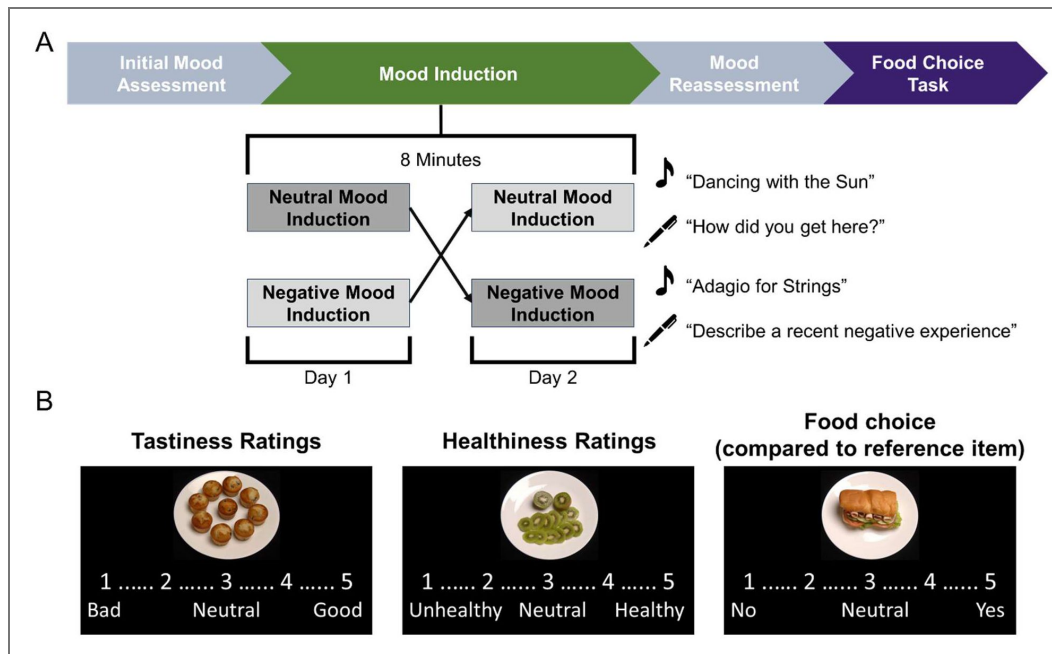 A
Initial Mood
Assessment
Mood Induction
Mood
Reassessment
Food Choice
Task
8 Minutes
Neutral Mood
Induction
Neutral Mood
Induction
“Dancing with the Sun”
“How did you get here?”
Negative Mood
Induction
Negative Mood
Induction
“Adagio for Strings”
“Describe a recent negative experience”
Day 1
Day 2
B
Tastiness Ratings
1 ...... 2 ...... 3 ...... 4 ...... 5
Bad Neutral Good
Healthiness Ratings
1 ...... 2 ...... 3 ...... 4 ...... 5
Unhealthy Neutral Healthy
Food choice
(compared to reference item)
1 ...... 2 ...... 3 ...... 4 ...... 5
No Neutral Yes